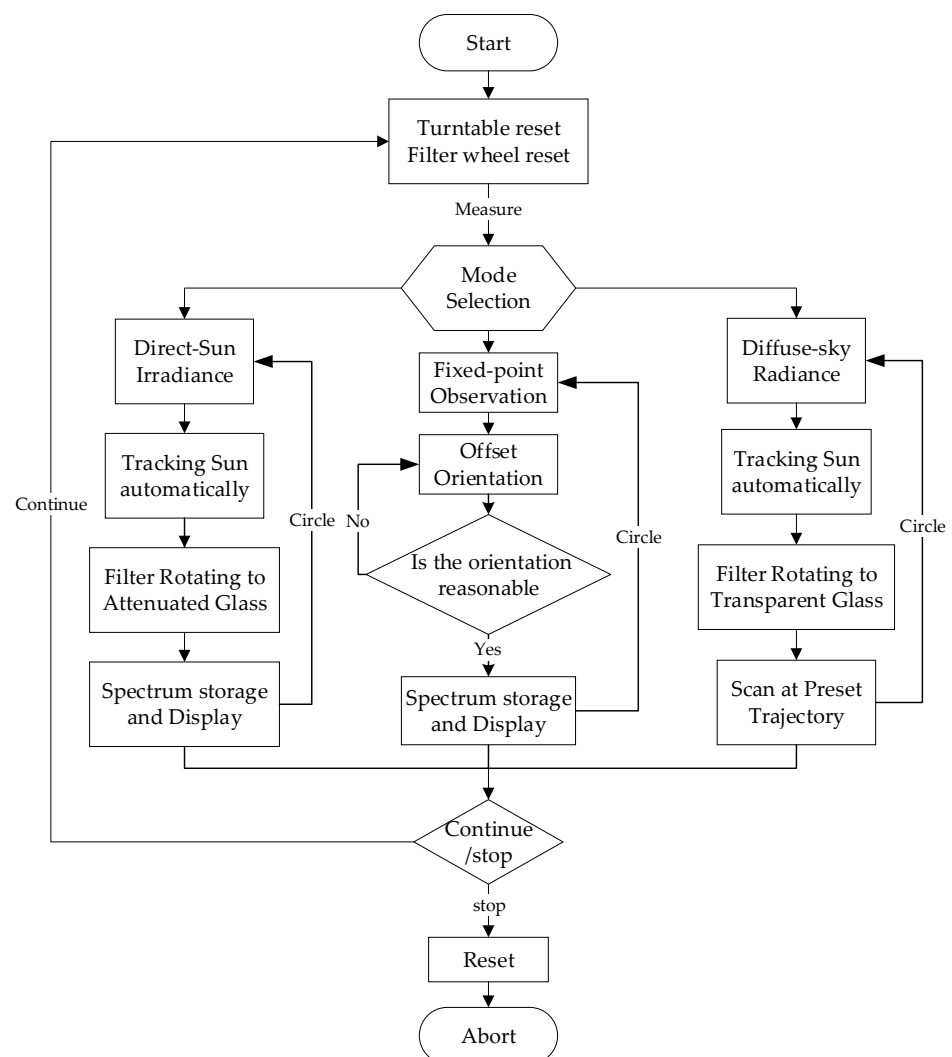 Start
Turntable reset
Filter wheel reset
Measure
Mode
Selection
Direct-Sun
Irradiance
Fixed-point
Observation
Diffuse-sky
Radiance
Tracking Sun
automatically
Offset
Orientation
Tracking Sun
automatically
Continue
Circle
No
Circle
Circle
Is the orientation
reasonable
Filter Rotating to
Attenuated Glass
Filter Rotating to
Transparent Glass
Yes
Spectrum storage
and Display
Spectrum storage
and Display
Scan at Preset
Trajectory
Continue
/stop
stop
Reset
Abort